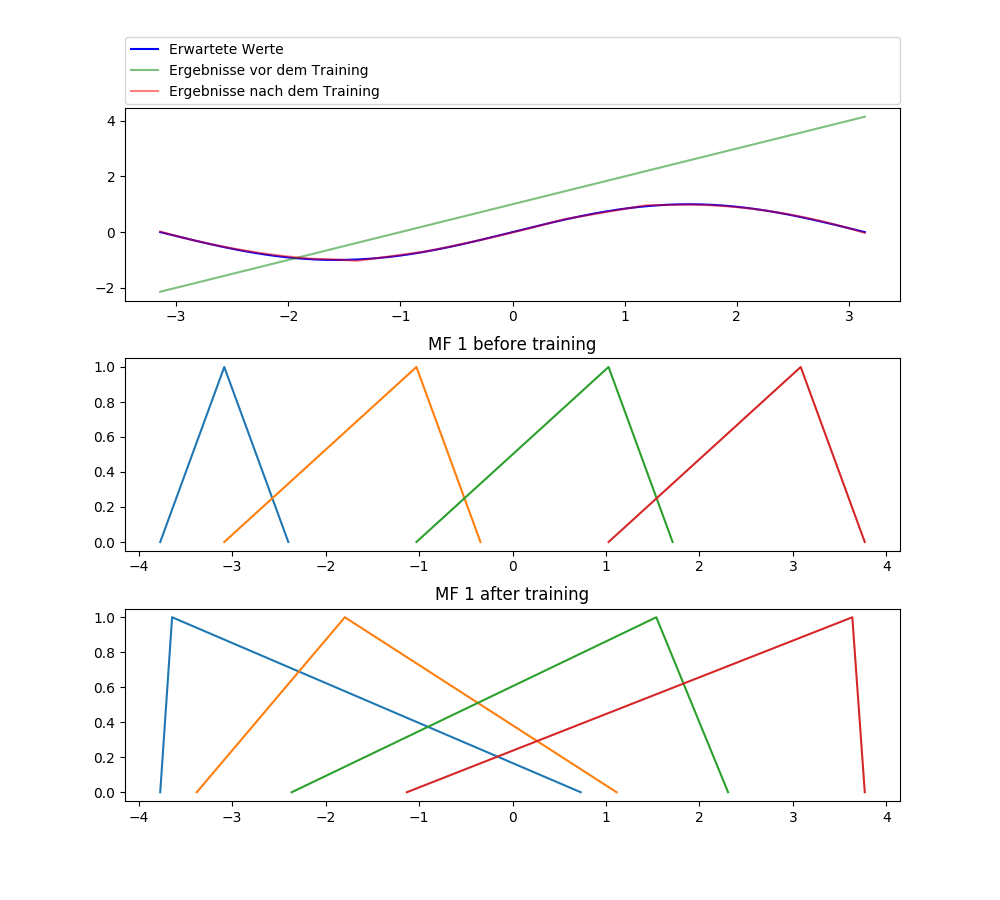 Erwartete Werte
Ergebnisse vor dem Training
Ergebnisse nach dem Training
4
2
0
−2
−3 −2 −1 0 1 2 3
MF 1 before training
1.0
0.8
0.6
0.4
0.2
0.0
−4 −3 −2 −1 0 1 2 3 4
MF 1 after training
1.0
0.8
0.6
0.4
0.2
0.0
−4 −3 −2 −1 0 1 2 3 4